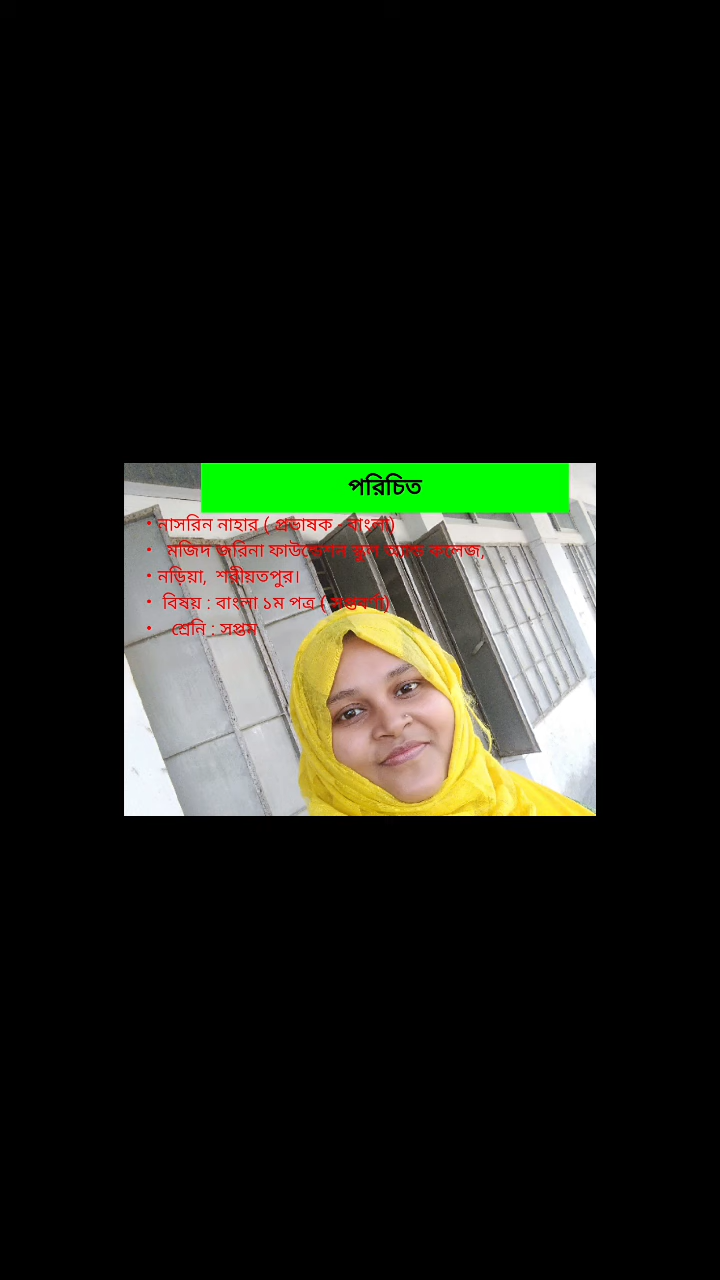 পরিচিত
• নাসরিন নাহার ( প্রভাষক - বাংলা)
• মজিদ জরিনা ফাউন্ডেশন স্কুল অ্যান্ড কলেজ,
• নড়িয়া, শরীয়তপুর।
• বিষয় : বাংলা ১ম পত্র ( সপ্তবর্ণা)
• শ্রেনি : সপ্তম